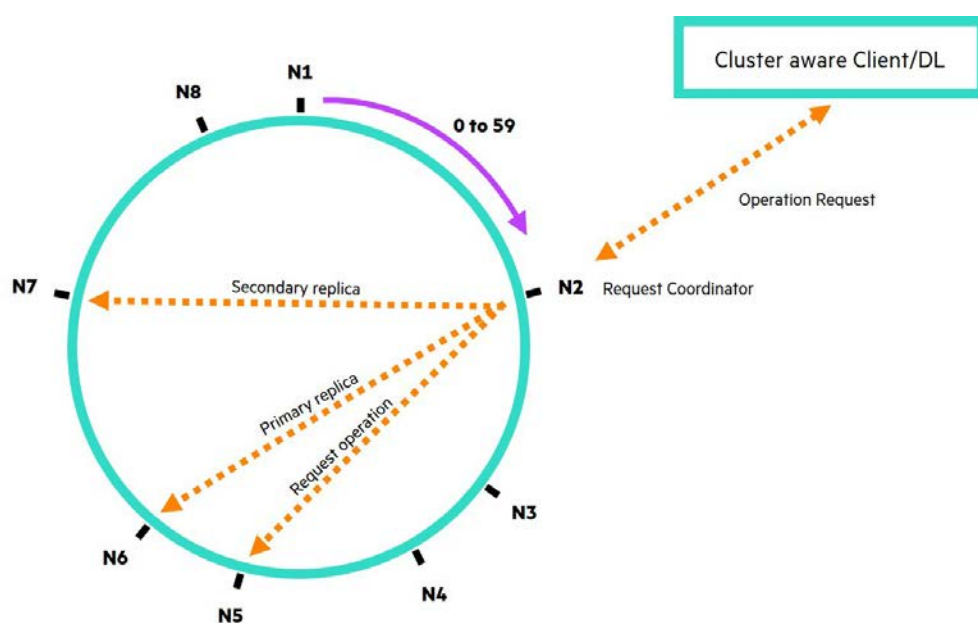 Cluster aware Client/DL
N1
N8
0 to 59
Operation Request
N7
Secondary replica
N2
Request Coordinator
Primary replica
Request operation
N3
N6
N4
N5